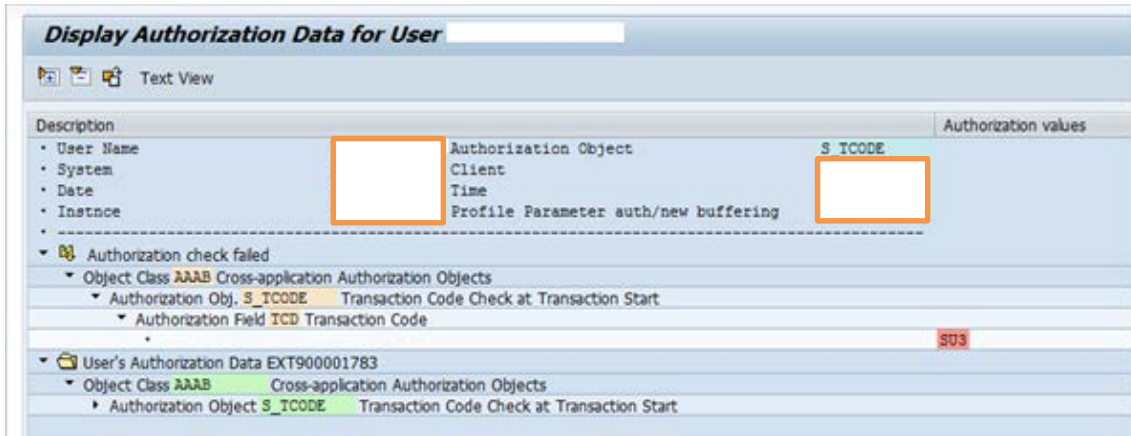 Display Authorization Data for User
Text View
Description Authorization values
• User Name Authorization Object S_TCODE
• System Client
• Date Time
• Instnce Profile Parameter auth/new buffering
Authorization check failed
Object Class AAAB Cross-application Authorization Objects
Authorization Obj. S_TCODE Transaction Code Check at Transaction Start
Authorization Field TCD Transaction Code
• SU3
User's Authorization Data EXT900001783
Object Class AAAB Cross-application Authorization Objects
Authorization Object S_TCODE Transaction Code Check at Transaction Start